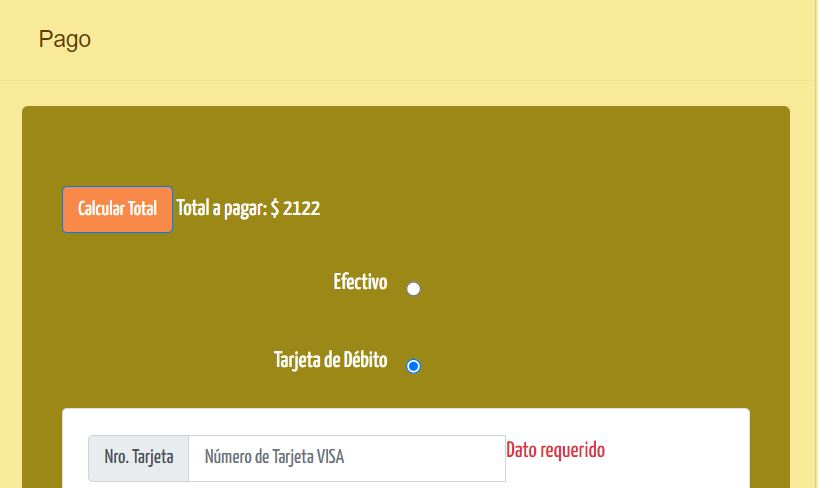 Pago
Calcular Total Total a pagar: $ 2122
Efectivo
Tarjeta de Débito
Nro. Tarjeta Número de Tarjeta VISA Dato requerido